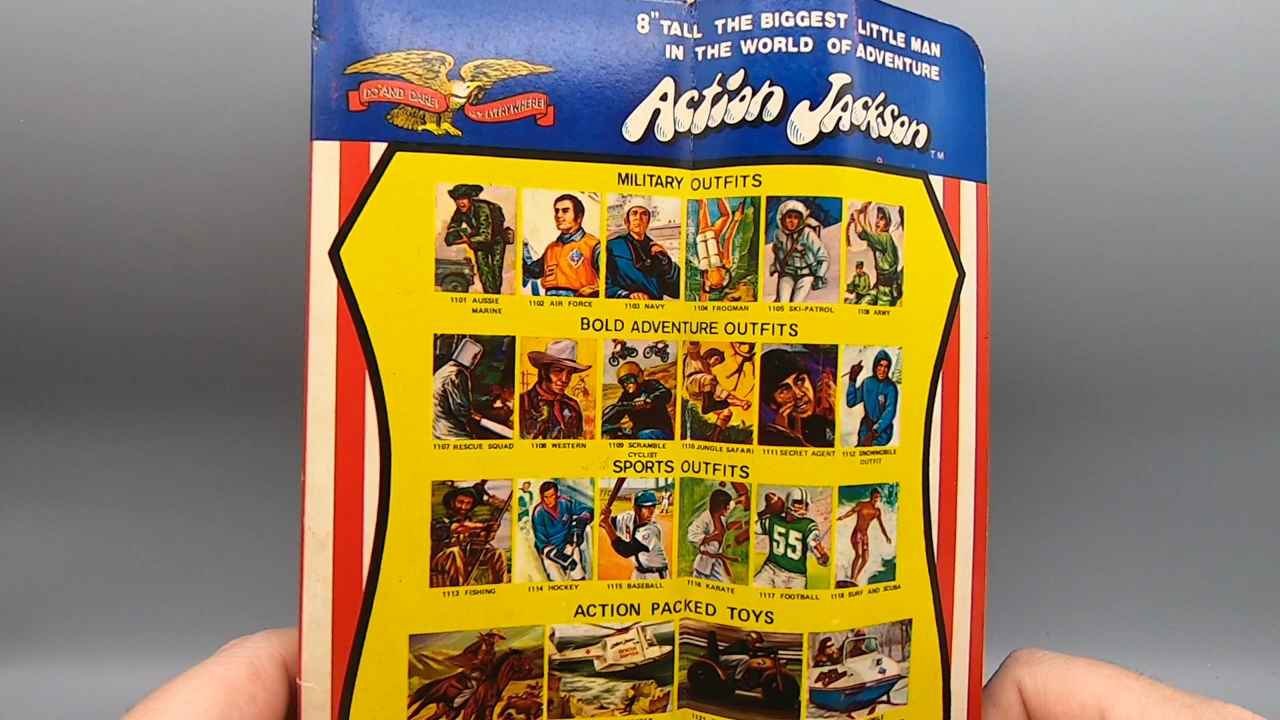 8" TALL THE BIGGEST LITTLE MAN
IN THE WORLD OF ADVENTURE
DO AND DARE!
EVERYWHERE!
Action Jackson
TM
MILITARY OUTFITS
1101 AUSSIE MARINE
1102 AIR FORCE
1103 NAVY
1104 FROGMAN
1105 SKI-PATROL
1106 ARMY
BOLD ADVENTURE OUTFITS
1107 RESCUE SQUAD
1108 WESTERN
1109 SCRAMBLE CYCLIST
1110 JUNGLE SAFARI
1111 SECRET AGENT
1112 SNOWMOBILE OUTFIT
SPORTS OUTFITS
55
1113 FISHING
1114 HOCKEY
1115 BASEBALL
1116 KARATE
1117 FOOTBALL
1118 SURF AND SCUBA
ACTION PACKED TOYS
RESCUE
1121